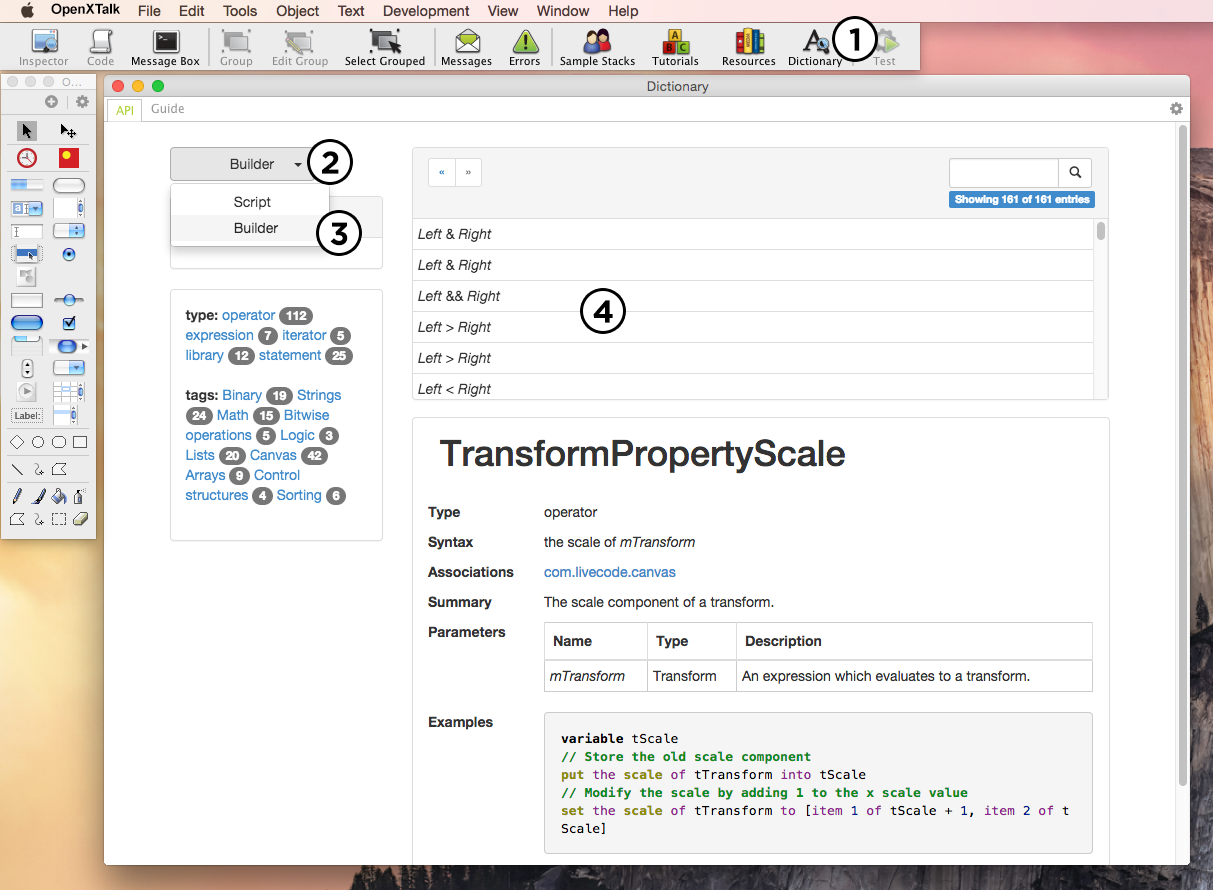 OpenXTalk File Edit Tools Object Text Development View Window Help
Inspector Code Message Box Group Edit Group Select Grouped Messages Errors Sample Stacks Tutorials Resources Dictionary Test
1
O...
Dictionary
API Guide
Builder
2
Script
Builder
3
« »
Showing 161 of 161 entries
Left & Right
Left & Right
Left && Right
Left > Right
Left > Right
Left < Right
4
type: operator 112
expression 7 iterator 5
library 12 statement 25
tags: Binary 19 Strings
24 Math 15 Bitwise
operations 5 Logic 3
Lists 20 Canvas 42
Arrays 9 Control
structures 4 Sorting 6
Label:
TransformPropertyScale
Type operator
Syntax the scale of mTransform
Associations com.livecode.canvas
Summary The scale component of a transform.
Parameters
Name Type Description
mTransform Transform An expression which evaluates to a transform.
Examples
variable tScale
// Store the old scale component
put the scale of tTransform into tScale
// Modify the scale by adding 1 to the x scale value
set the scale of tTransform to [item 1 of tScale + 1, item 2 of t
Scale]